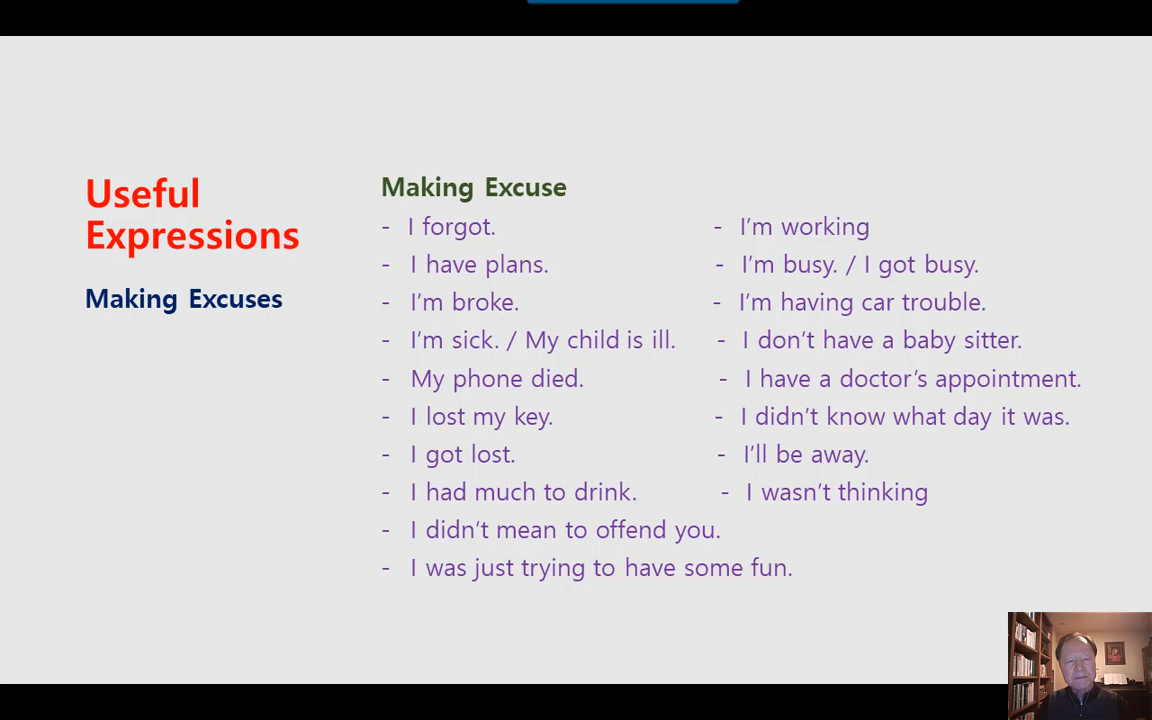 Useful
Expressions
Making Excuses
Making Excuse
- I forgot.
- I have plans.
- I'm broke.
- I'm sick. / My child is ill.
- My phone died.
- I lost my key.
- I got lost.
- I had much to drink.
- I didn't mean to offend you.
- I was just trying to have some fun.
- I'm working
- I'm busy. / I got busy.
- I'm having car trouble.
- I don't have a baby sitter.
- I have a doctor's appointment.
- I didn't know what day it was.
- I'll be away.
- I wasn't thinking